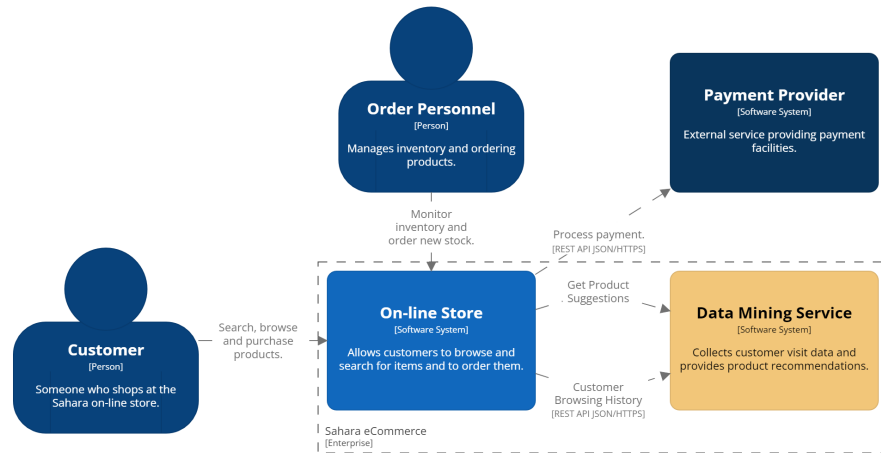 Order Personnel
[Person]
Manages inventory and ordering
products.
Payment Provider
[Software System]
External service providing payment
facilities.
Monitor
inventory and
order new stock.
Process payment.
[REST API JSON/HTTPS]
Customer
[Person]
Someone who shops at the
Sahara on-line store.
Search, browse
and purchase
products.
On-line Store
[Software System]
Allows customers to browse and
search for items and to order them.
Get Product
Suggestions
Customer
Browsing History
[REST API JSON/HTTPS]
Data Mining Service
[Software System]
Collects customer visit data and
provides product recommendations.
Sahara eCommerce
[Enterprise]